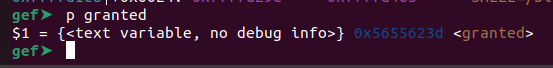 gef➤  p granted
$1 = {<text variable, no debug info>} 0x5655623d <granted>
gef➤